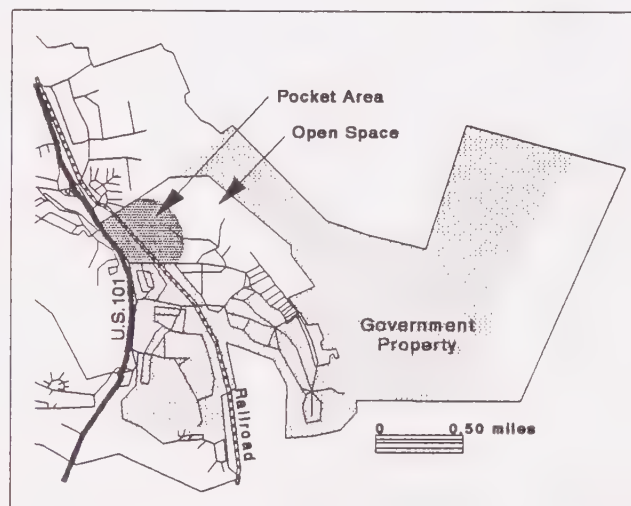 Pocket Area
Open Space
U.S.101
Government
Property
Railroad
0 0.50 miles